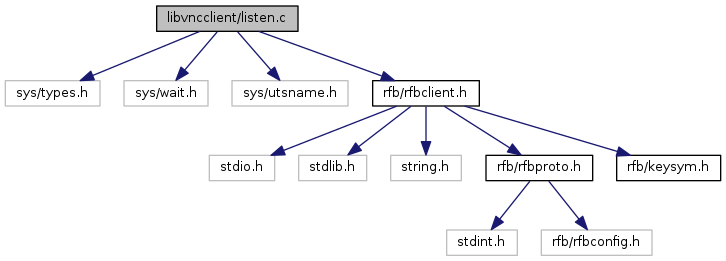 libvncclient/listen.c
sys/types.h
sys/wait.h
sys/utsname.h
rfb/rfbclient.h
stdio.h
stdlib.h
string.h
rfb/rfbproto.h
rfb/keysym.h
stdint.h
rfb/rfbconfig.h